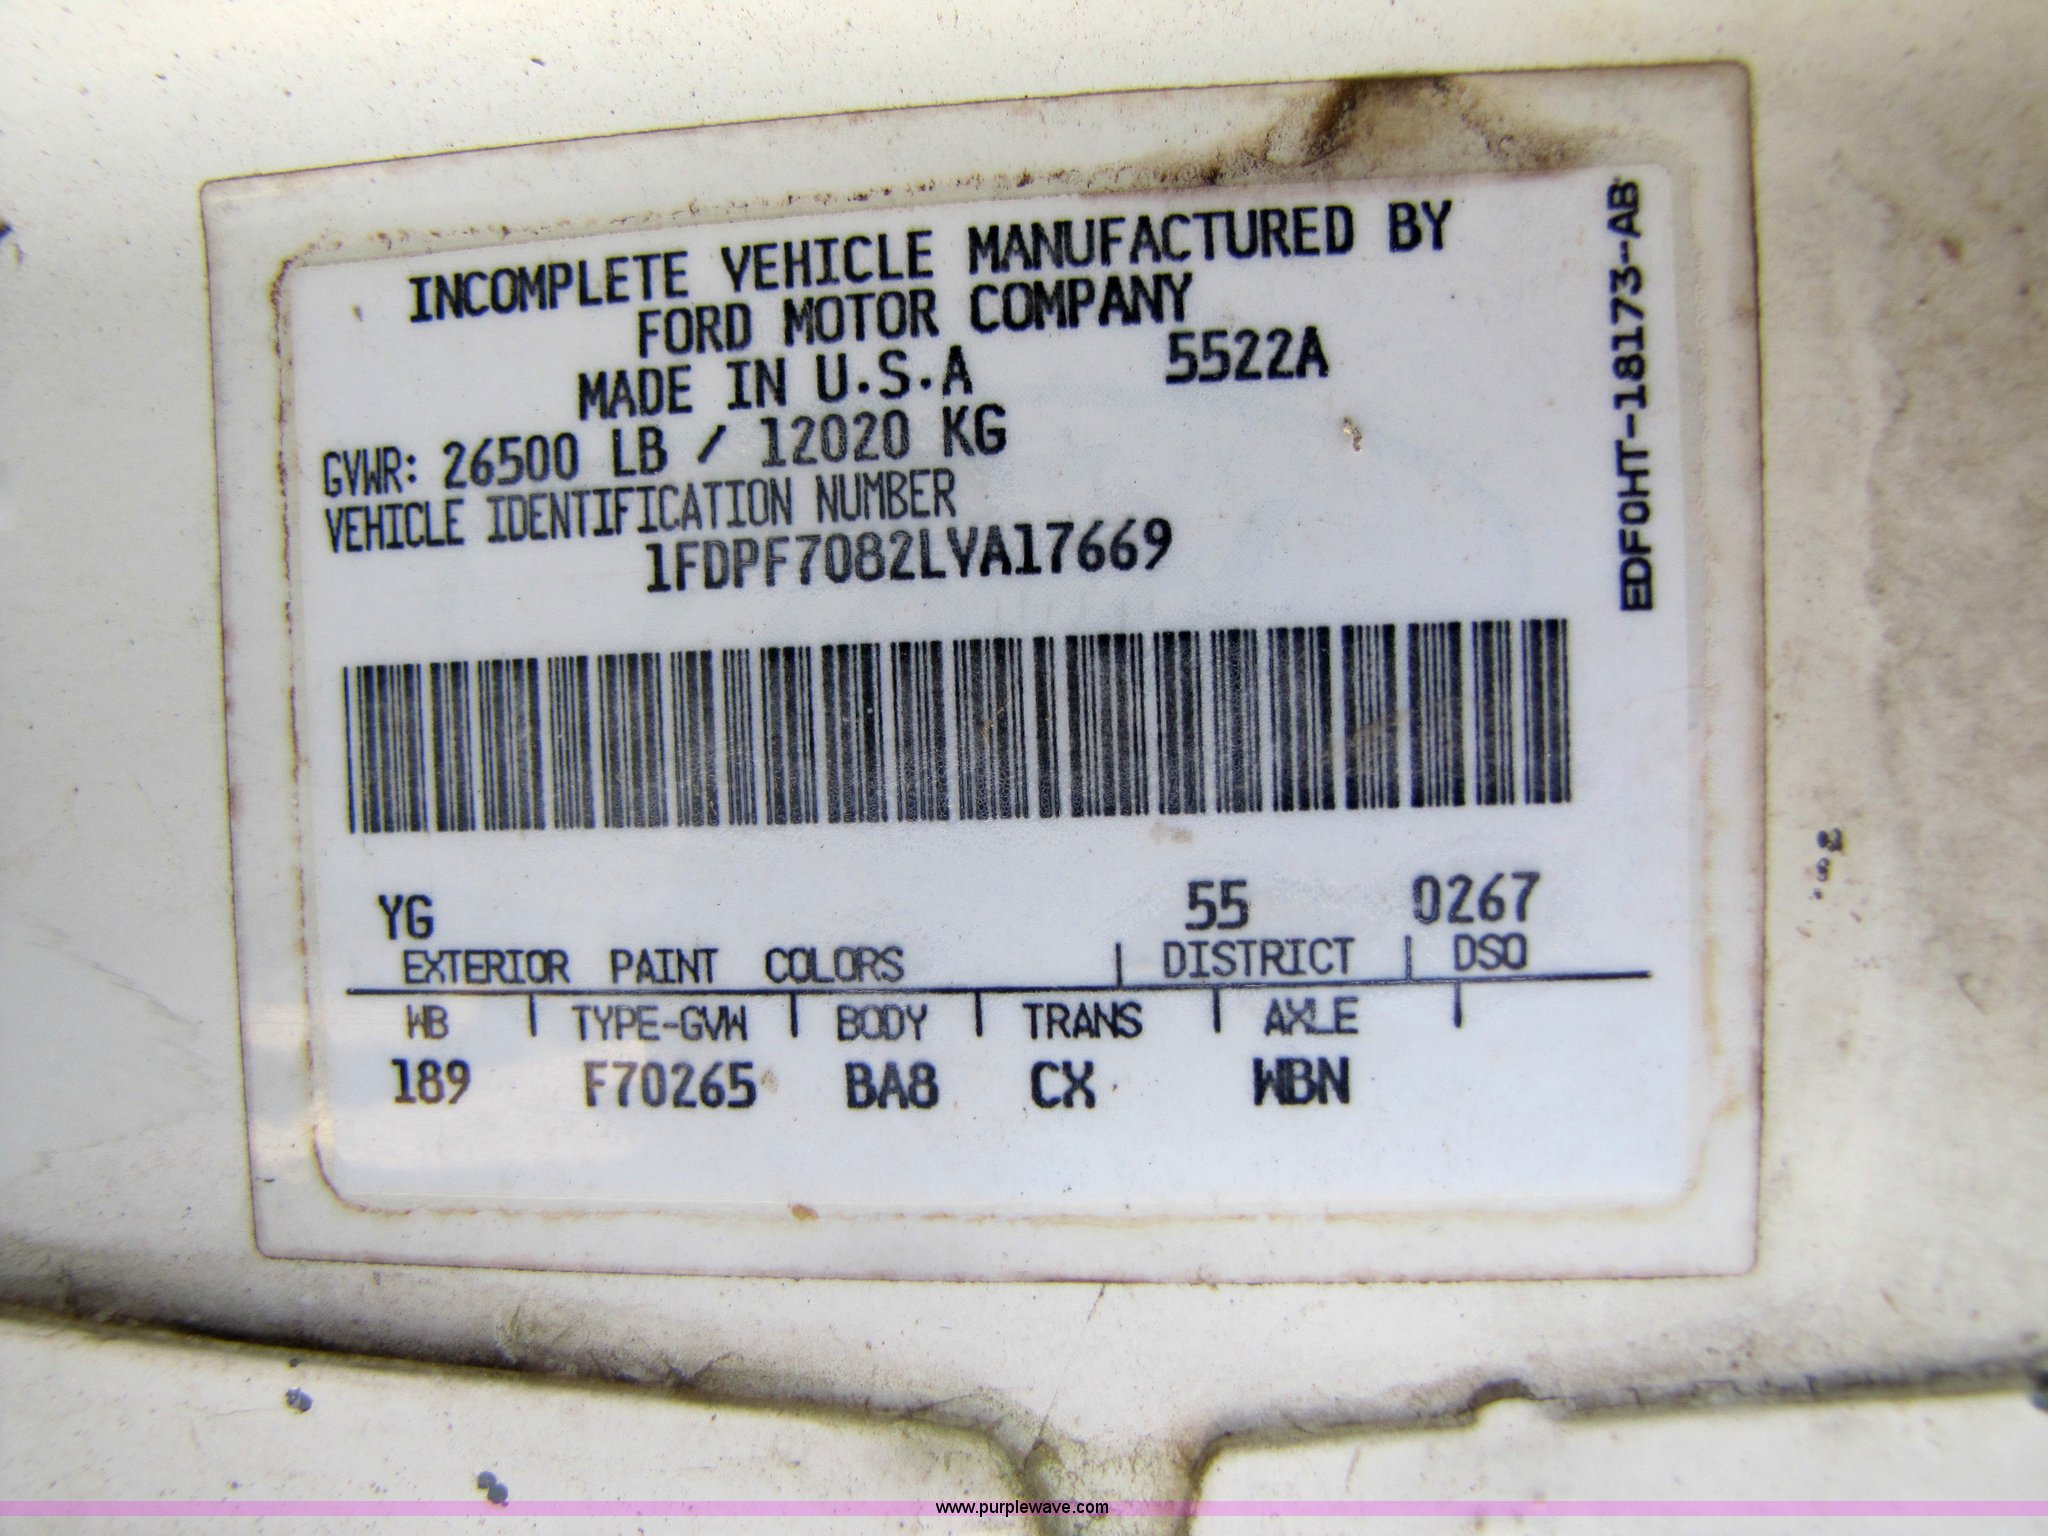 INCOMPLETE VEHICLE MANUFACTURED BY
FORD MOTOR COMPANY
MADE IN U.S.A 5522A
GVWR: 26500 LB / 12020 KG
VEHICLE IDENTIFICATION NUMBER
1FDPF7082LVA17669
EDF0HT-18173-AB
YG 55 0267
EXTERIOR PAINT COLORS | DISTRICT | DSO
WB | TYPE-GVW | BODY | TRANS | AXLE |
189 F70265 BA8 CX WBN
www.purplewave.com